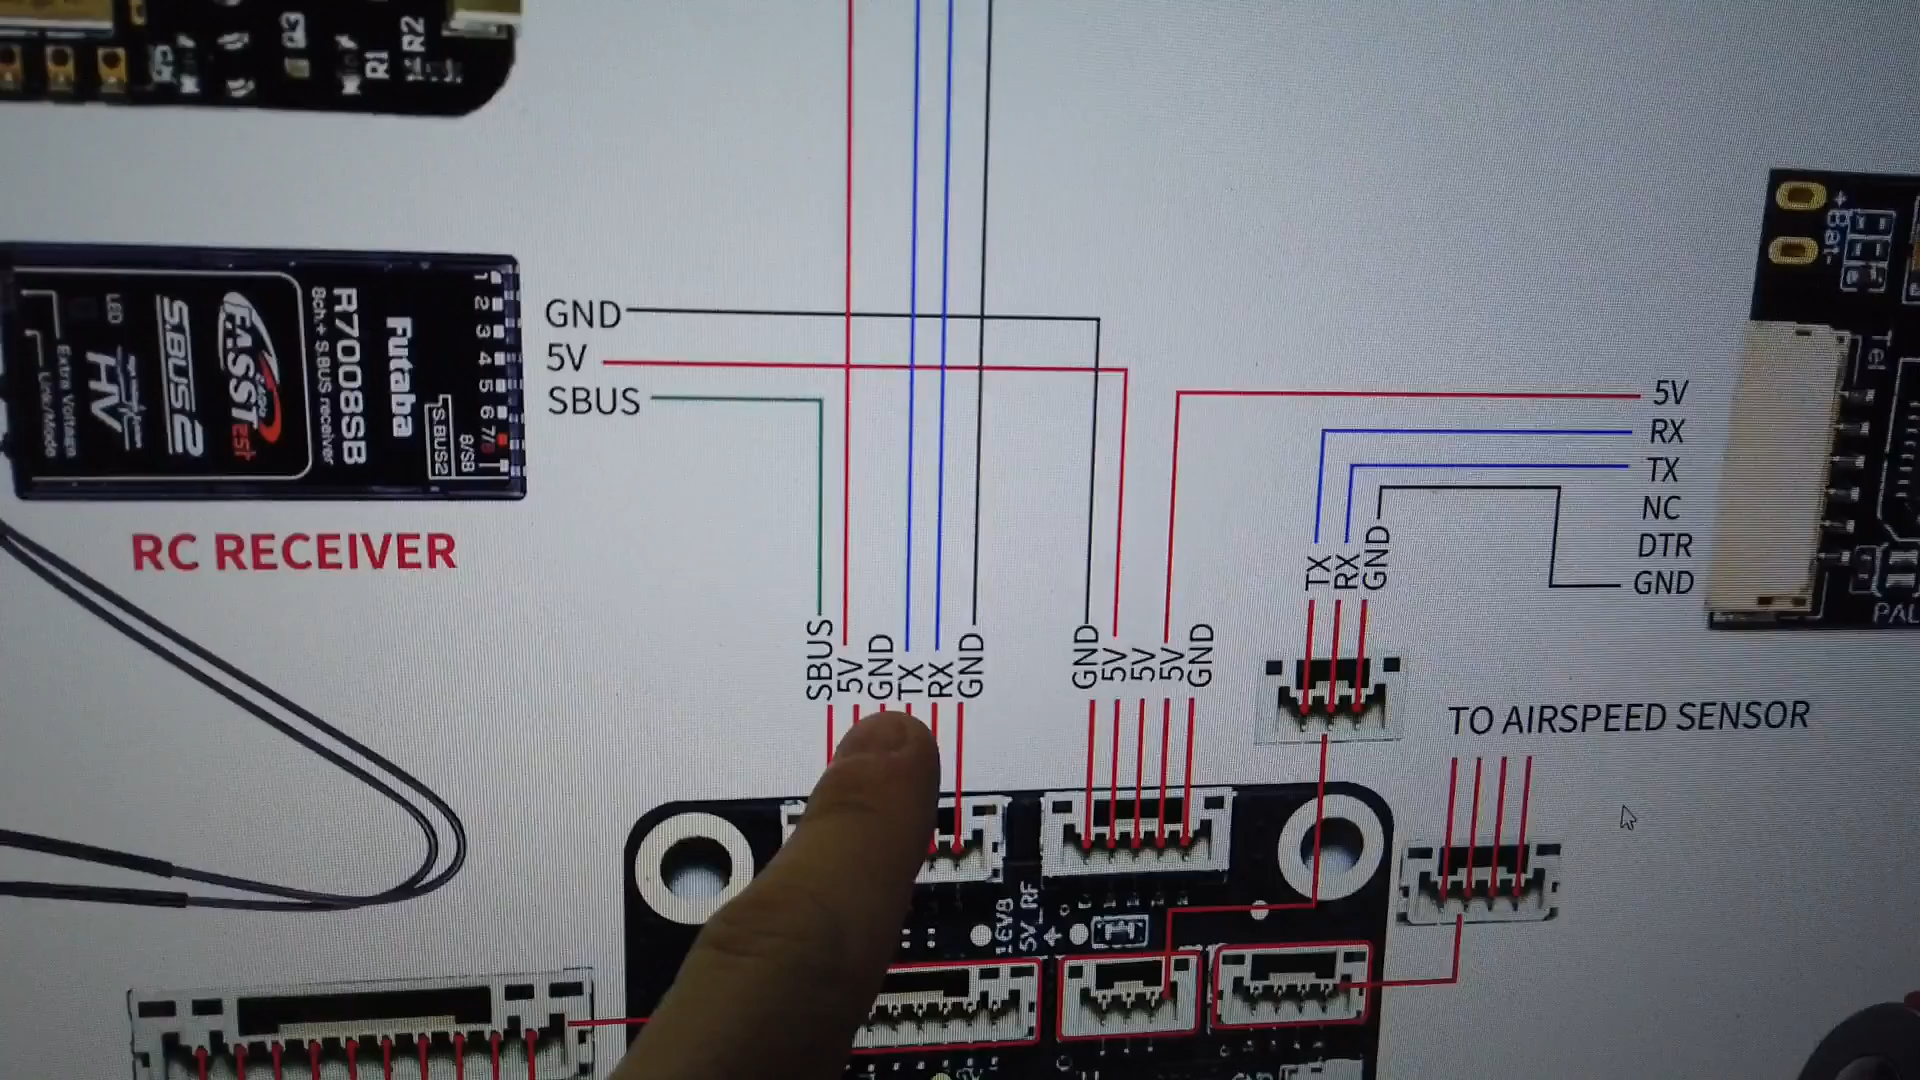 R3
R1
R2
GND
5V
SBUS
1
2
3
4
5
6
7/8
8/SB
S.BUS2
Futaba
R7008SB
8ch.+ S.BUS receiver
FASSTest
2.4GHz
S.BUS2
HV
LED
Extra Voltage
Link/Mode
RC RECEIVER
+
Bat-
Tel
5V
RX
TX
NC
DTR
GND
TX
RX
GND
SBUS
5V
GND
TX
RX
GND
GND
5V
5V
5V
GND
TO AIRSPEED SENSOR
5V_RF